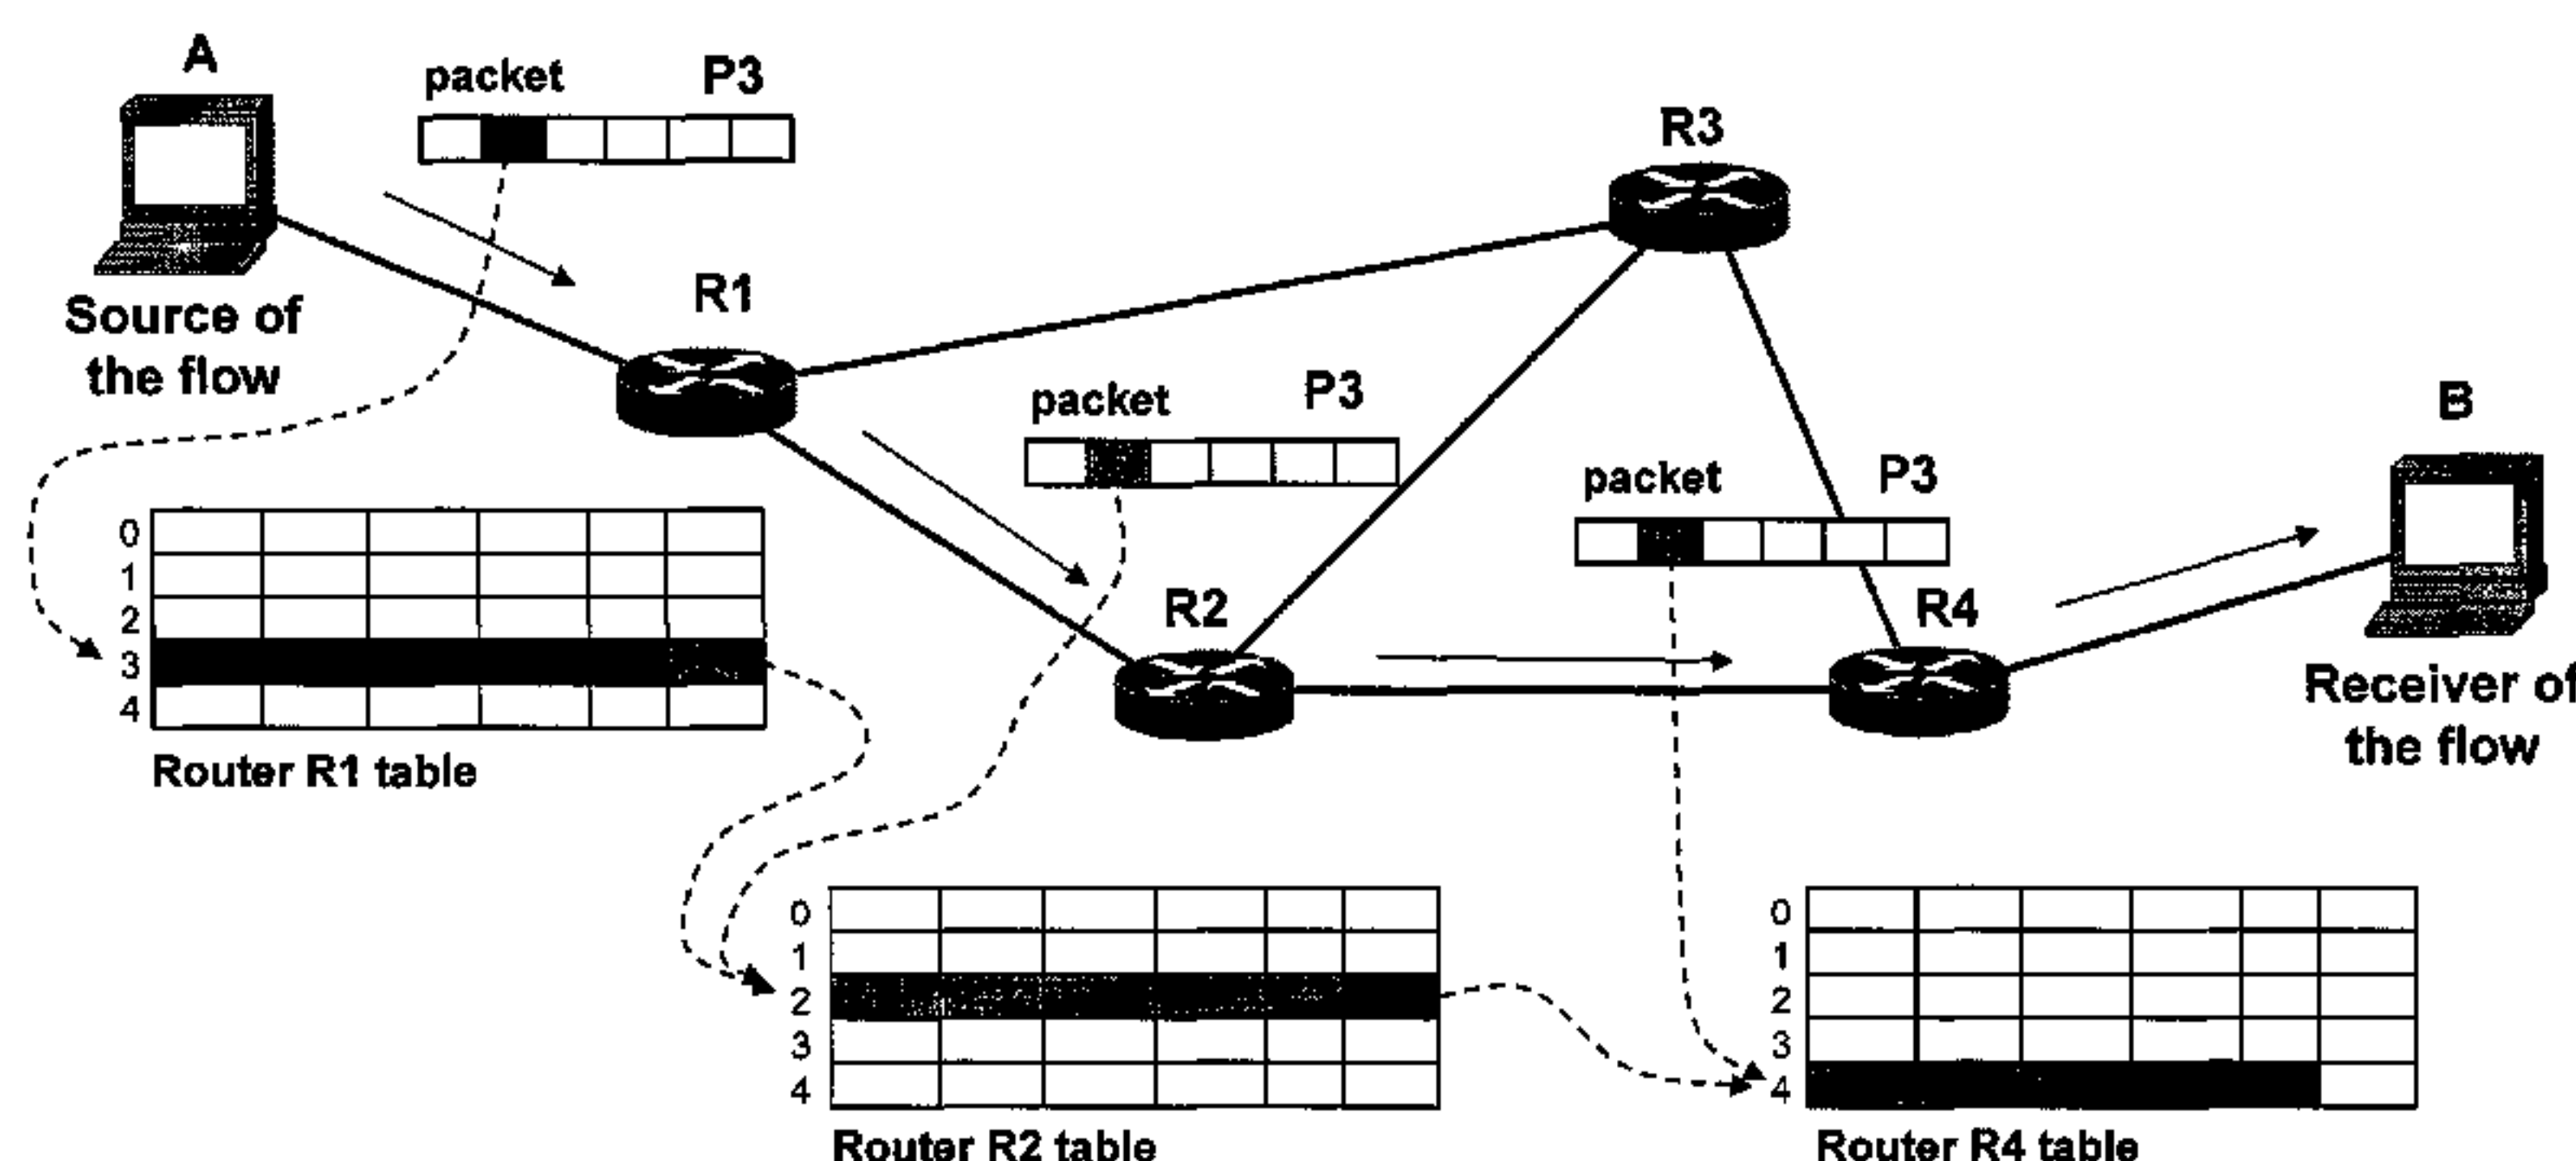 A
packet P3
R3
Source of
the flow
R1
packet P3
B
packet P3
R2
R4
Receiver of
the flow
0
1
2
3
4
Router R1 table
0
1
2
3
4
Router R2 table
0
1
2
3
4
Router R4 table